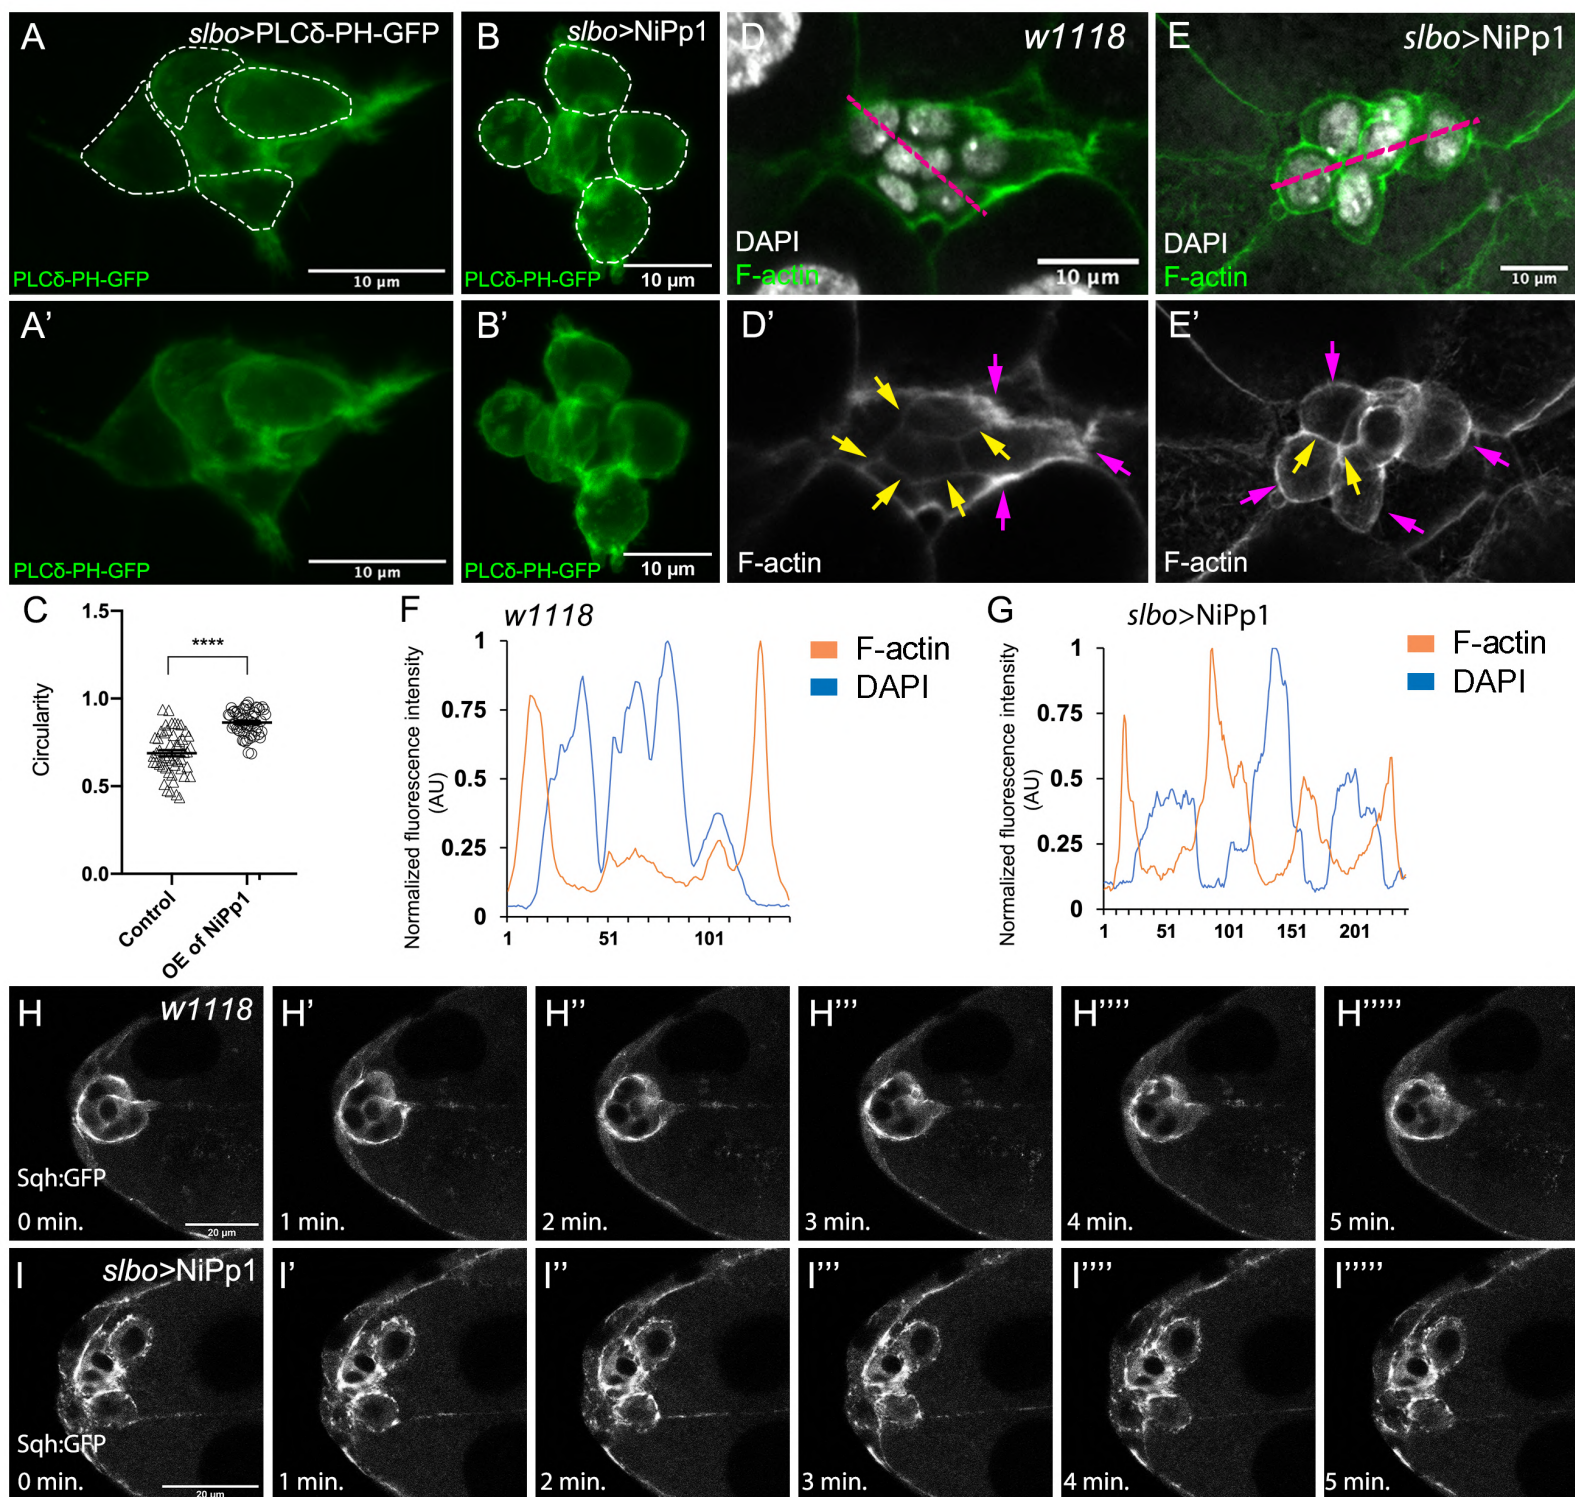 A
slbo>PLCδ-PH-GFP
PLCδ-PH-GFP
10 µm
B
slbo>NiPp1
PLCδ-PH-GFP
10 µm
D
w1118
DAPI
F-actin
10 µm
E
slbo>NiPp1
DAPI
F-actin
10 µm
A’
PLCδ-PH-GFP
10 µm
B’
PLCδ-PH-GFP
10 µm
D’
F-actin
E’
F-actin
C
1.5
1.0
0.5
0.0
Circularity
****
Control
OE of NiPp1
F
w1118
F-actin
DAPI
Normalized fluorescence intensity
(AU)
1
0.75
0.5
0.25
0
1
51
101
G
slbo>NiPp1
F-actin
DAPI
Normalized fluorescence intensity
(AU)
1
0.75
0.5
0.25
0
1
51
101
151
201
H
w1118
Sqh:GFP
0 min.
20 µm
H’
1 min.
H’’
2 min.
H’’’
3 min.
H’’’’
4 min.
H’’’’’
5 min.
I
slbo>NiPp1
Sqh:GFP
0 min.
20 µm
I’
1 min.
I’’
2 min.
I’’’
3 min.
I’’’’
4 min.
I’’’’’
5 min.